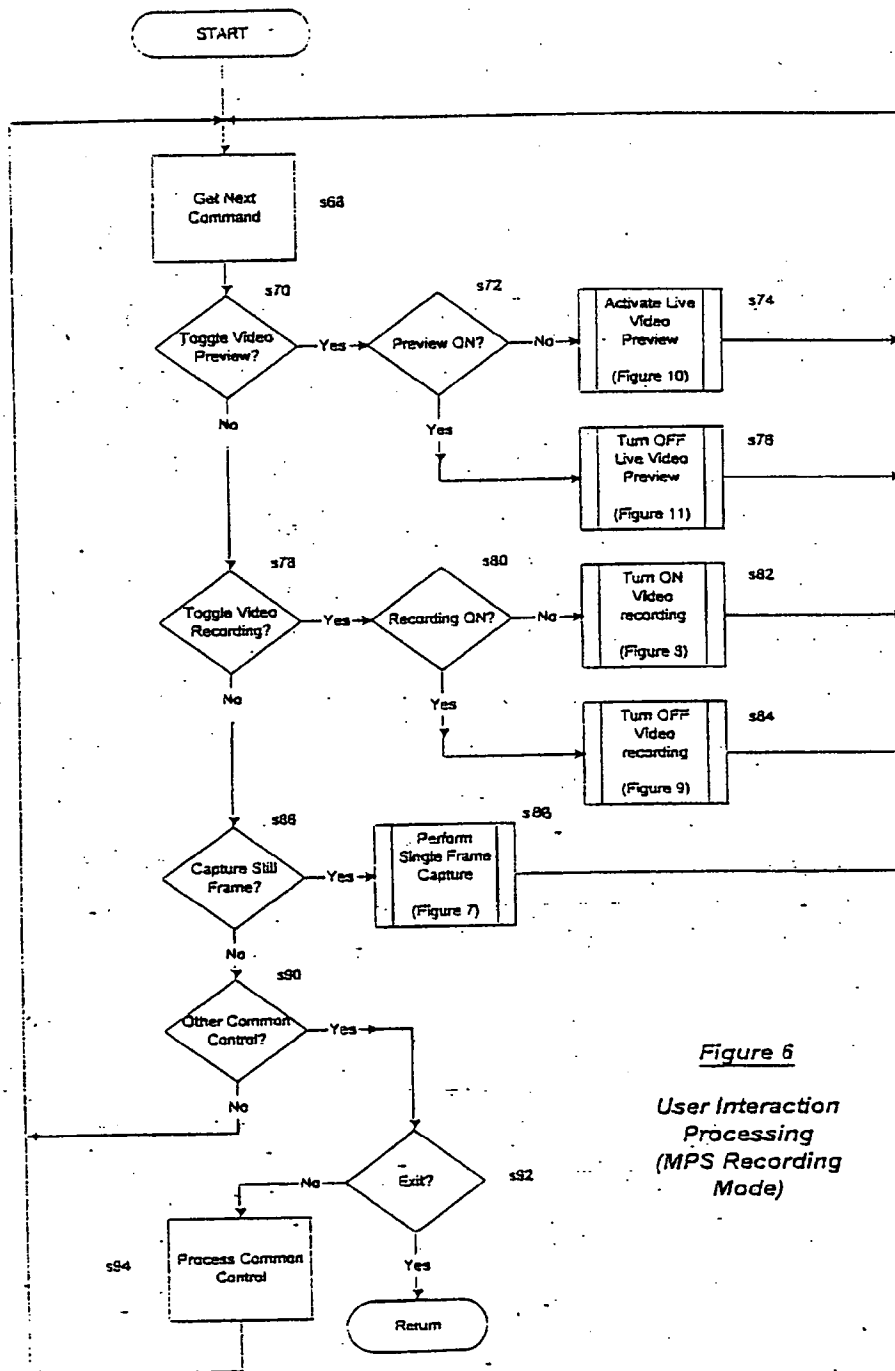 START
Get Next
Command
s68
s70
Toggle Video
Preview?
Yes
No
s72
Preview ON?
No
Yes
Activate Live
Video
Preview
(Figure 10)
s74
Turn OFF
Live Video
Preview
(Figure 11)
s76
s78
Toggle Video
Recording?
Yes
No
s80
Recording ON?
No
Yes
Turn ON
Video
recording
(Figure 8)
s82
Turn OFF
Video
recording
(Figure 9)
s84
s86
Capture Still
Frame?
Yes
No
s88
Perform
Single Frame
Capture
(Figure 7)
s90
Other Common
Control?
Yes
No
s92
Exit?
No
Yes
s94
Process Common
Control
Return
Figure 6
User Interaction
Processing
(MPS Recording
Mode)